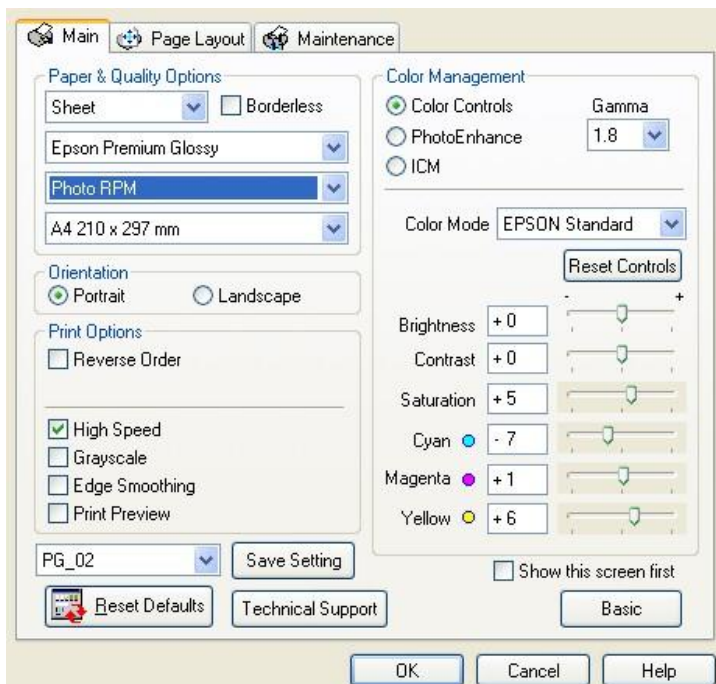 Main
Page Layout
Maintenance
Paper & Quality Options
Sheet
Borderless
Epson Premium Glossy
Photo RPM
A4 210 x 297 mm
Orientation
Portrait
Landscape
Print Options
Reverse Order
High Speed
Grayscale
Edge Smoothing
Print Preview
PG_02
Save Setting
Reset Defaults
Technical Support
Color Management
Color Controls
PhotoEnhance
ICM
Gamma
1.8
Color Mode EPSON Standard
Reset Controls
- +
Brightness + 0
Contrast + 0
Saturation + 5
Cyan - 7
Magenta + 1
Yellow + 6
Show this screen first
Basic
OK
Cancel
Help